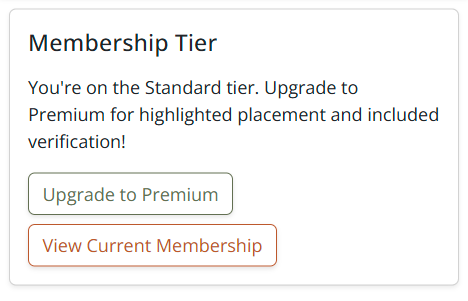 Membership Tier
You're on the Standard tier. Upgrade to
Premium for highlighted placement and included
verification!
Upgrade to Premium
View Current Membership